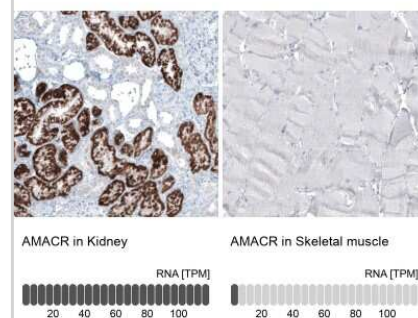 AMACR in Kidney
RNA [TPM]
20 40 60 80 100
AMACR in Skeletal muscle
RNA [TPM]
20 40 60 80 100